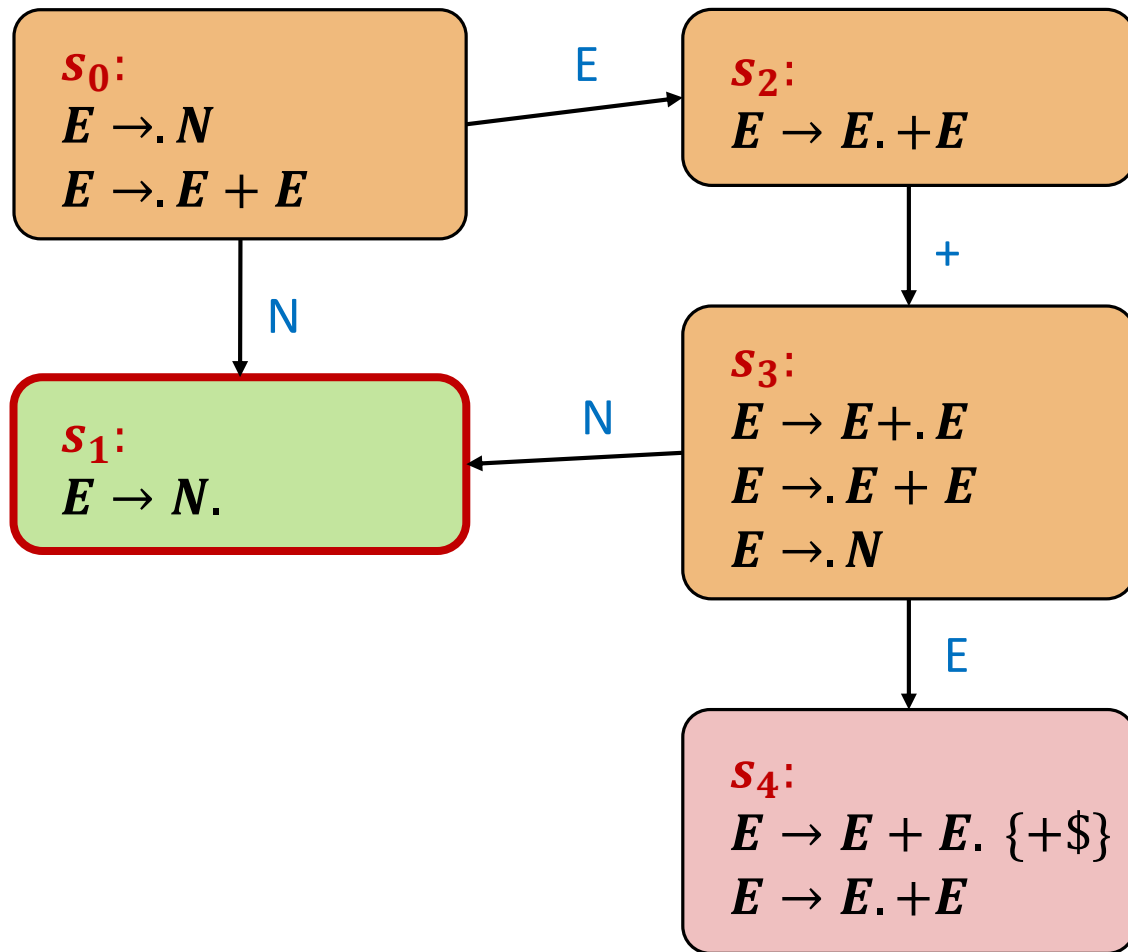 s₀:
E →. N
E →. E + E
E
s₂:
E → E. +E
N
+
s₁:
E → N.
N
s₃:
E → E+. E
E →. E + E
E →. N
E
s₄:
E → E + E. {+$}
E → E. +E